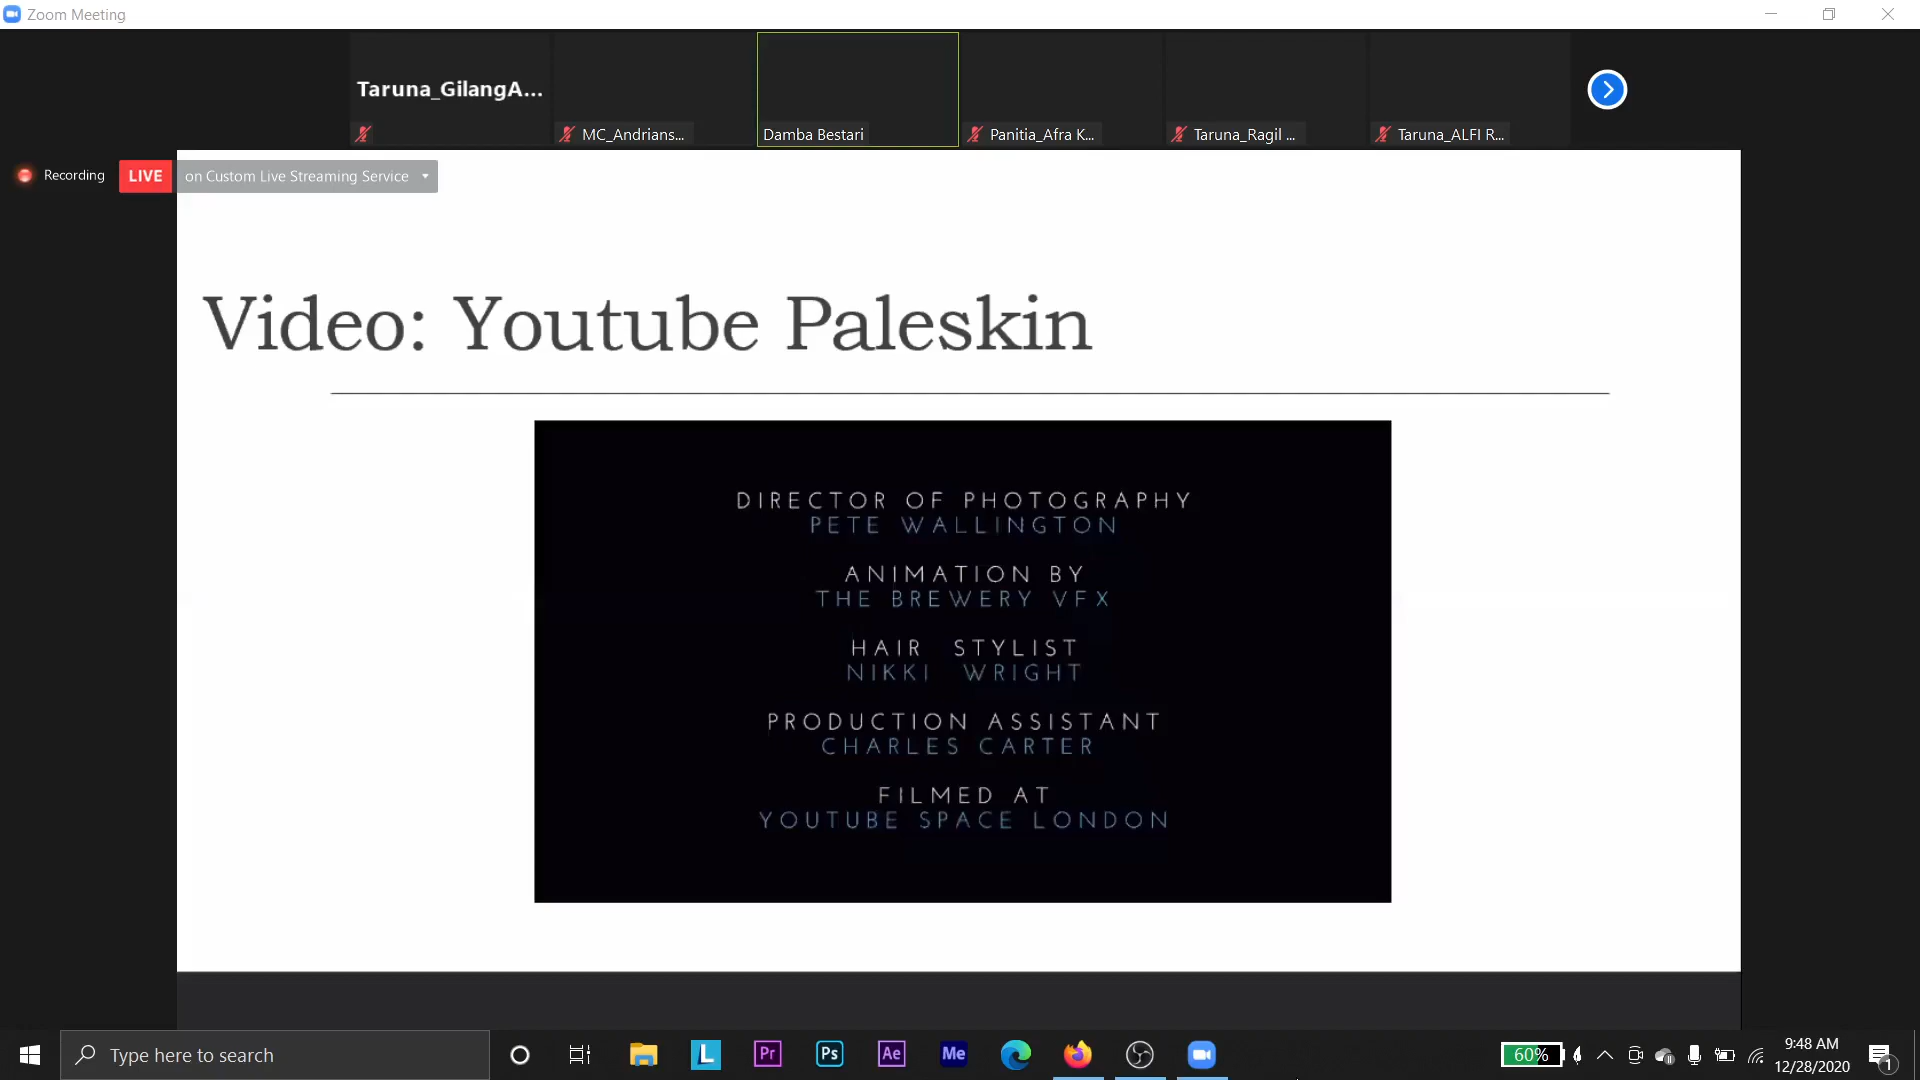 Zoom Meeting
Taruna_GilangA...
MC_Andrians...
Damba Bestari
Panitia_Afra K...
Taruna_Ragil ...
Taruna_ALFI R...
Recording
LIVE
on Custom Live Streaming Service
Video: Youtube Paleskin
DIRECTOR OF PHOTOGRAPHY
PETE WALLINGTON
ANIMATION BY
THE BREWERY VFX
HAIR STYLIST
NIKKI WRIGHT
PRODUCTION ASSISTANT
CHARLES CARTER
FILMED AT
YOUTUBE SPACE LONDON
Type here to search
L
Pr
Ps
Ae
Me
60%
9:48 AM
12/28/2020
1